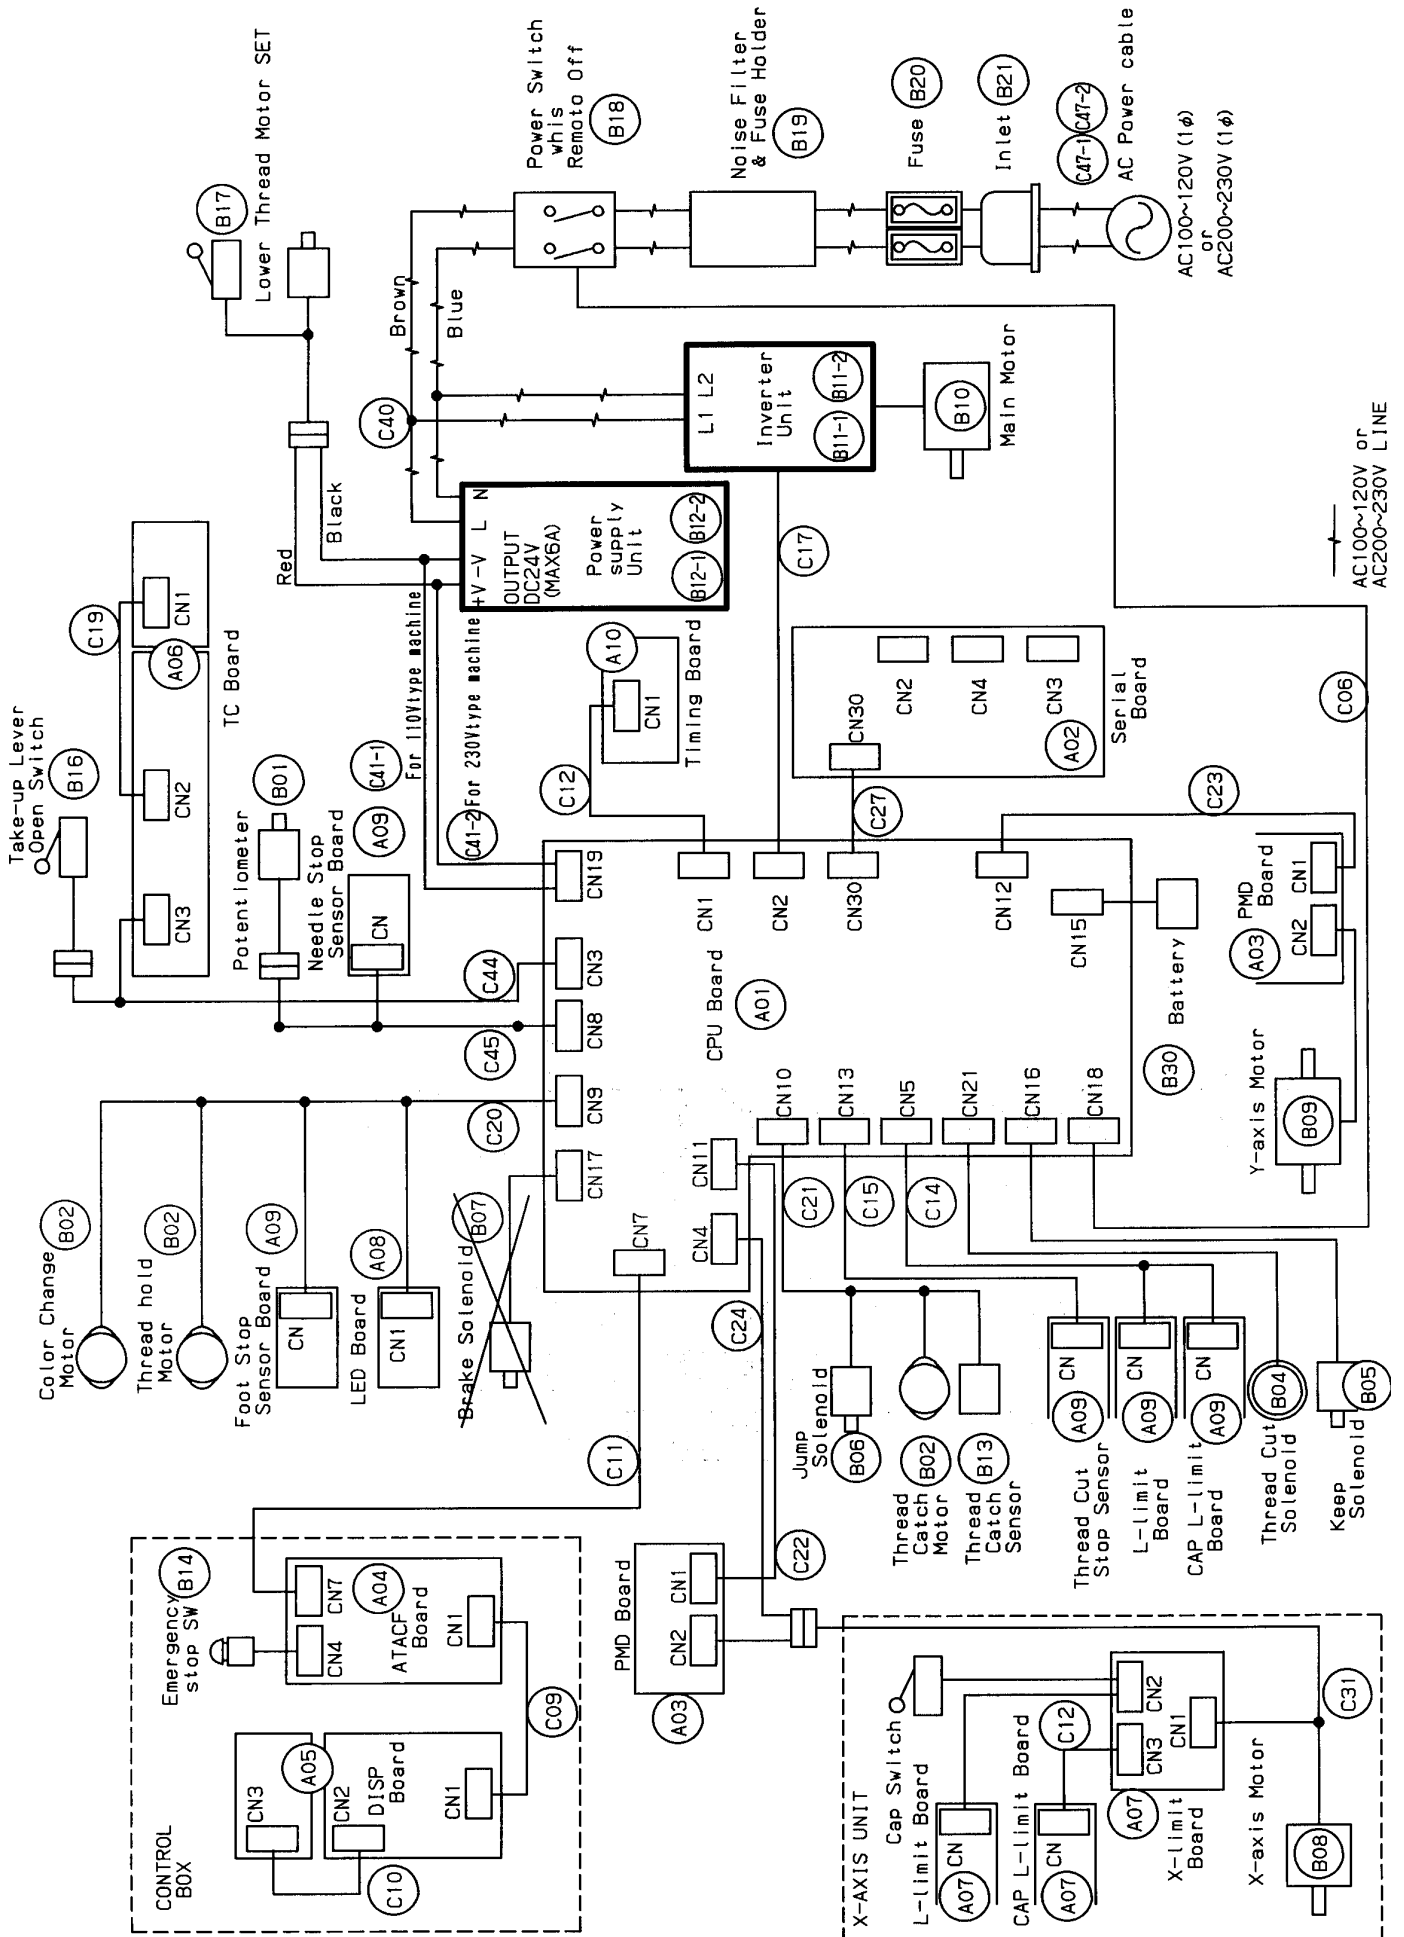 Take-up Lever
Open Switch
B16
C19
CN3
CN2
CN1
A06
TC Board
B17
Lower Thread Motor SET
Red
Black
Potentiometer
B01
Needle Stop
Sensor Board
A09
CN
C41-1
For 110Vtype machine
C41-2
For 230Vtype machine
Color Change
Motor
B02
Thread hold
Motor
B02
Foot Stop
Sensor Board
A09
CN
LED Board
A08
CN1
Brake Solenoid
B07
C20
C45
C44
CN17
CN9
CN8
CN3
CN19
C40
Brown
Blue
+V -V L N
OUTPUT
DC24V
(MAX6A)
Power
supply
Unit
B12-1
B12-2
Power Switch
whis
Remoto Off
B18
Noise Filter
& Fuse Holder
B19
Fuse
B20
Inlet
B21
C47-1
C47-2
AC Power cable
AC100~120V(1φ)
or
AC200~230V(1φ)
L1 L2
Inverter
Unit
B11-1
B11-2
B10
Main Motor
C17
C12
CN1
A10
Timing Board
CN30
CN2
CN4
CN3
A02
Serial
Board
C27
AC100~120V or
AC200~230V LINE
C06
C23
CPU Board
A01
CN7
CN4
CN11
CN1
CN2
CN30
CN12
CN15
Battery
B30
CN10
CN13
CN5
CN21
CN16
CN18
C21
C15
C14
C24
C22
C11
PMD
Board
A03
CN2
CN1
Y-axis Motor
B09
Jump
Solenoid
B06
Thread
Catch
Motor
B02
Thread
Catch
Sensor
B13
Thread Cut
Stop Sensor
A09
CN
L-limit
Board
A09
CN
CAP L-limit
Board
A09
CN
Thread Cut
Solenoid
B04
Keep
Solenoid
B05
CONTROL
BOX
Emergency
stop SW
B14
CN4
CN7
ATACF
Board
A04
CN1
C09
CN3
A05
CN2
DISP
Board
CN1
C10
PMD Board
CN2
CN1
A03
X-AXIS UNIT
Cap Switch
L-limit Board
CN
A07
CAP L-limit Board
CN
A07
C12
CN3
CN2
CN1
A07
X-limit
Board
X-axis Motor
B08
C31